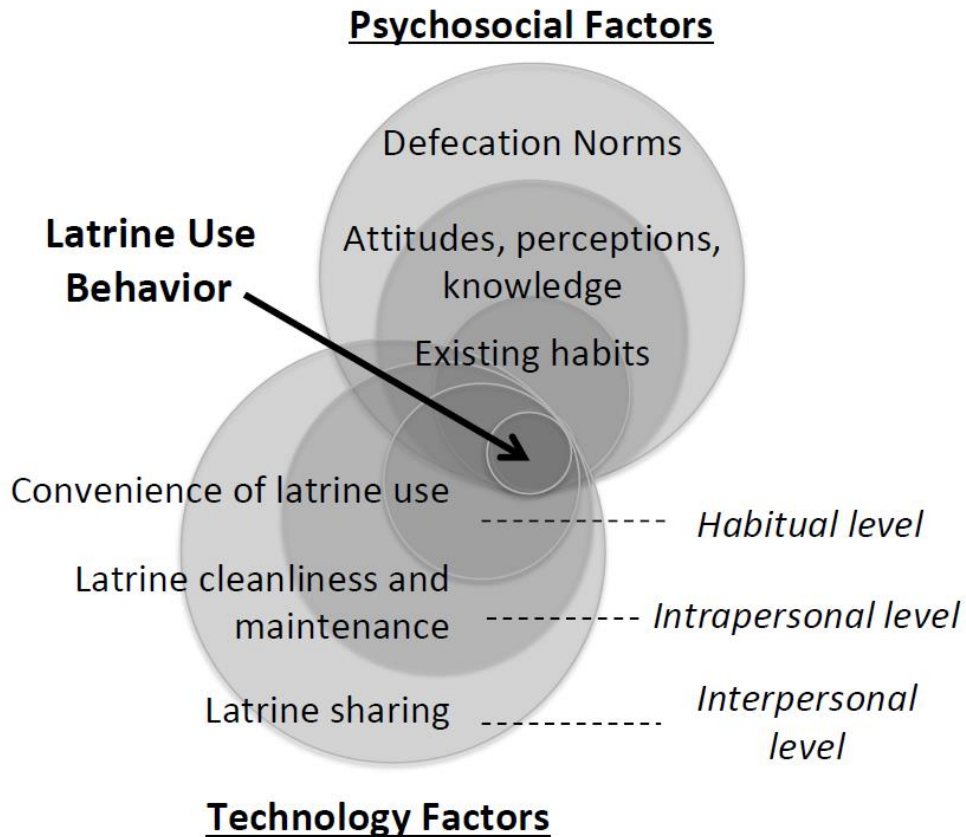 Psychosocial Factors
Defecation Norms
Latrine Use
Behavior
Attitudes, perceptions,
knowledge
Existing habits
Convenience of latrine use
Habitual level
Latrine cleanliness and
maintenance
Intrapersonal level
Latrine sharing
Interpersonal
level
Technology Factors